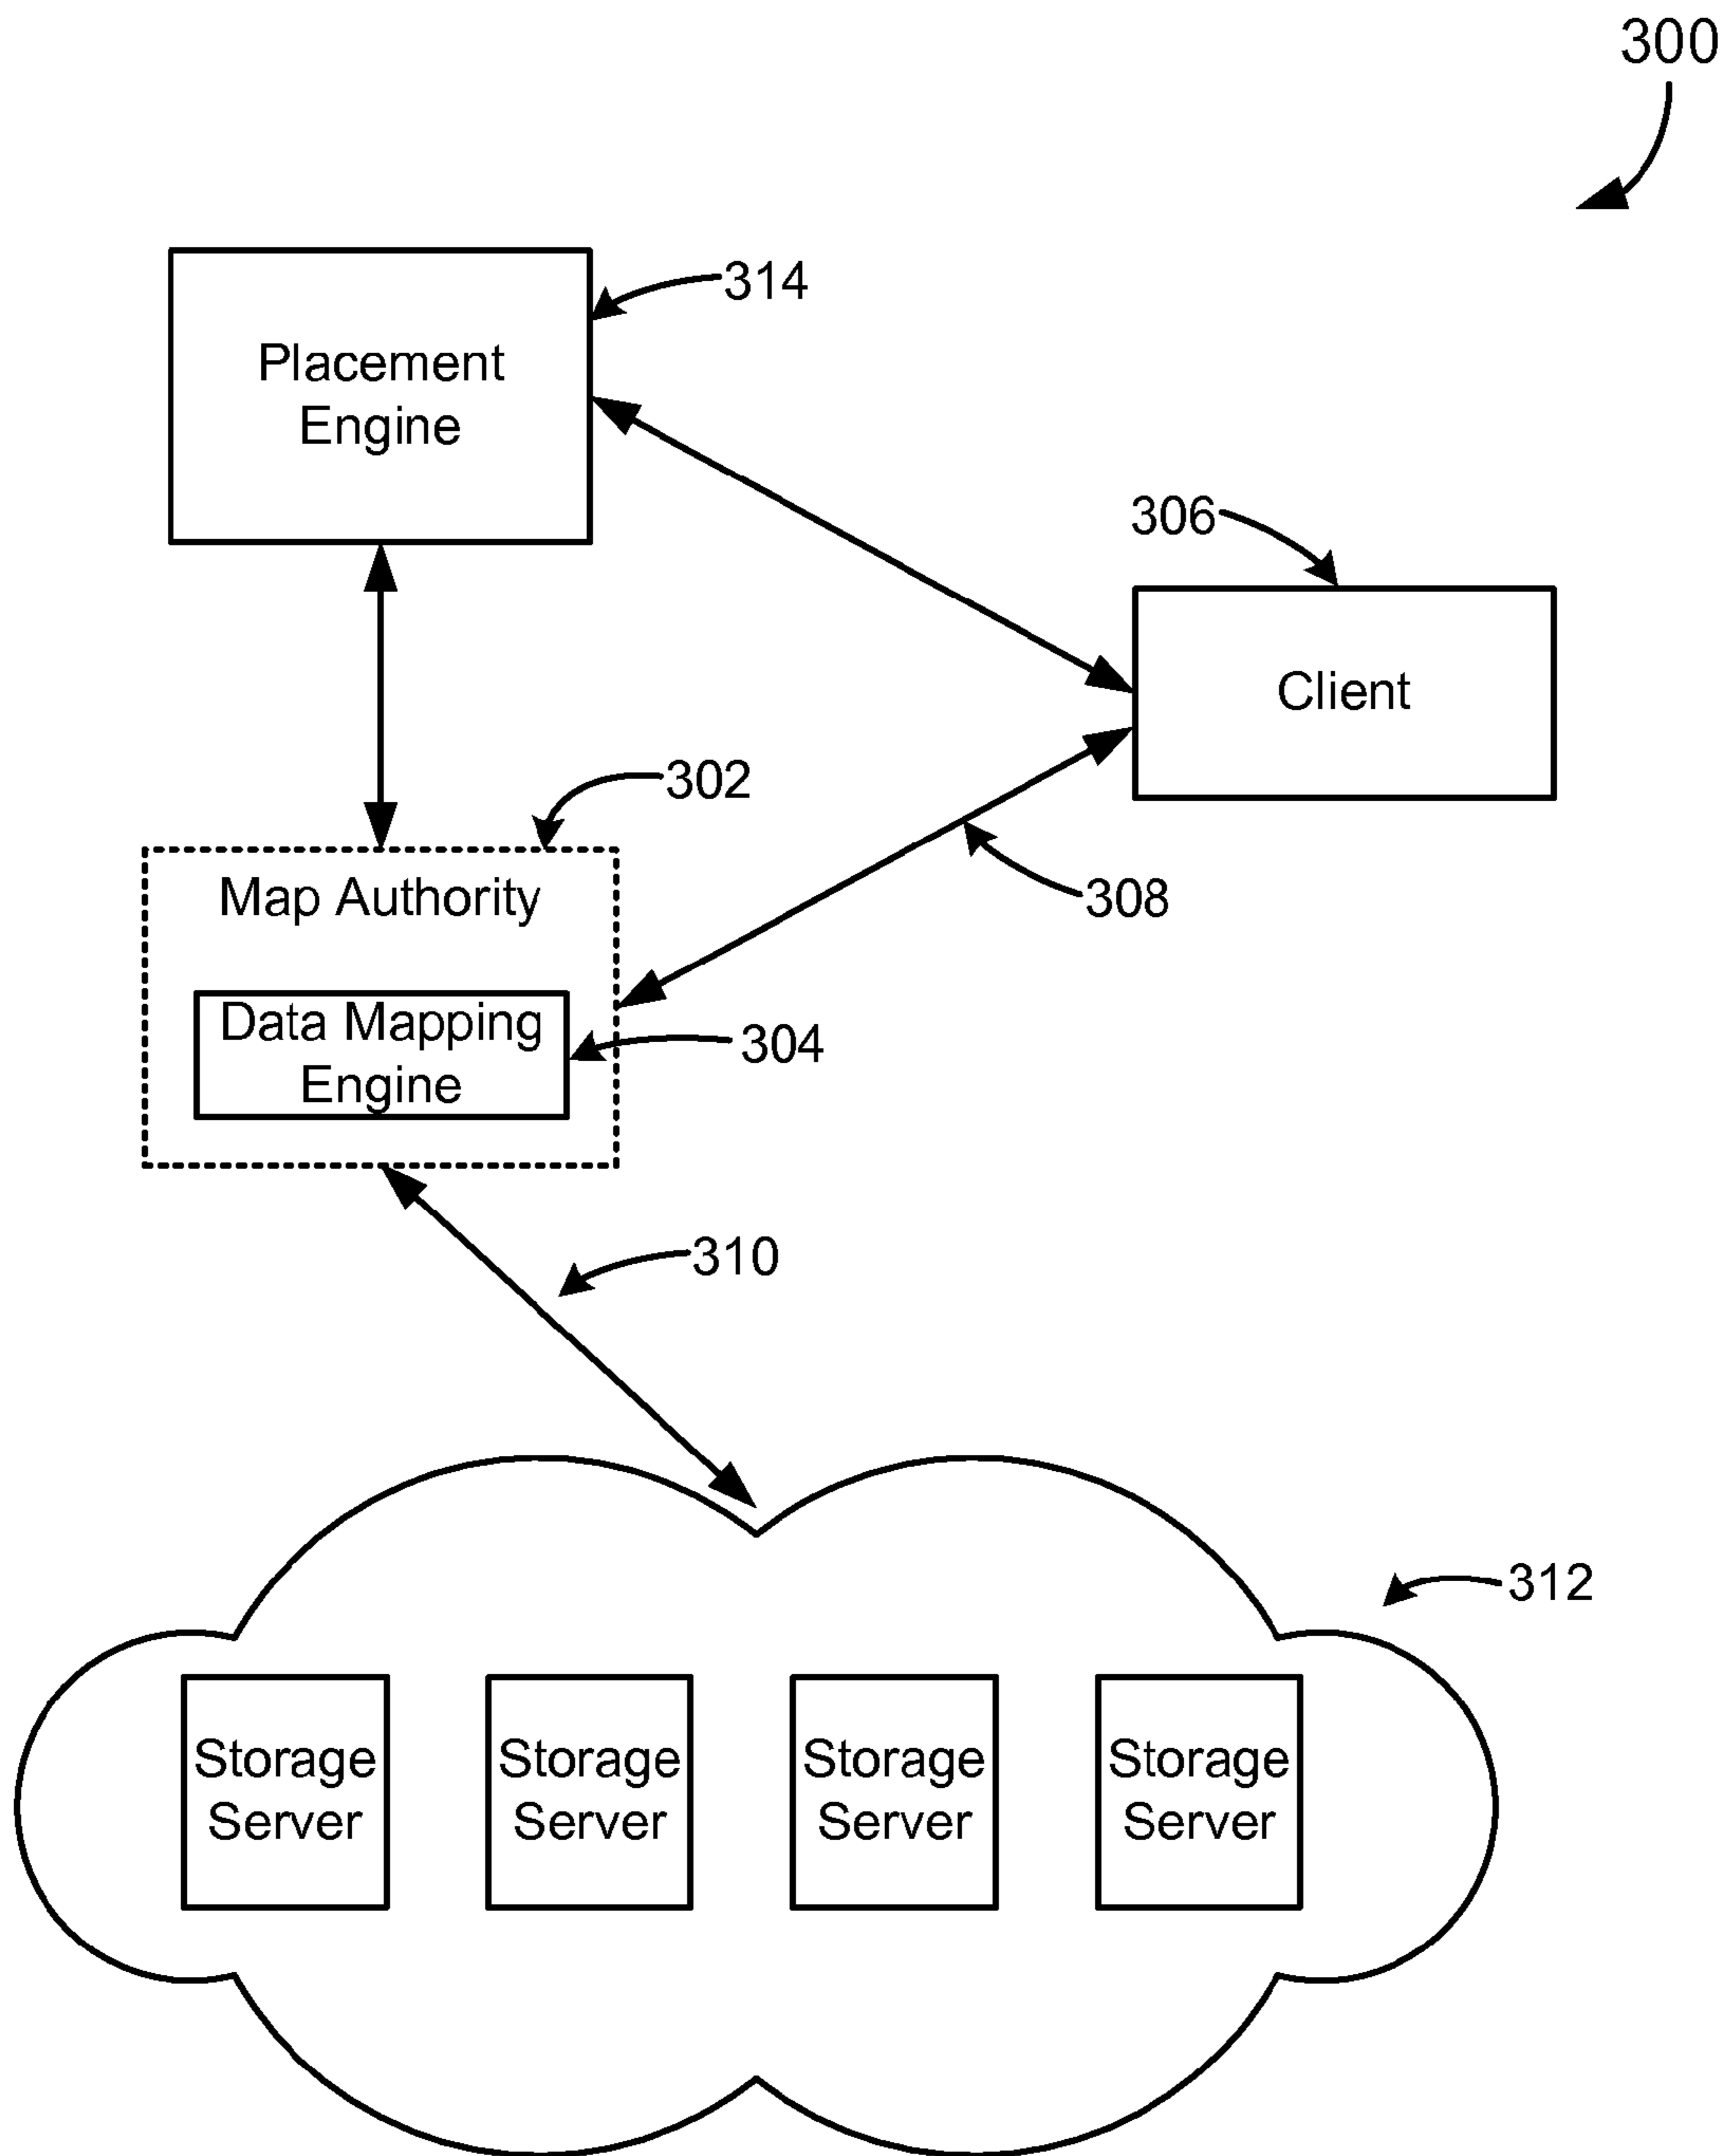 300
314
Placement
Engine
306
Client
302
Map Authority
308
Data Mapping
Engine
304
310
312
Storage
Server
Storage
Server
Storage
Server
Storage
Server